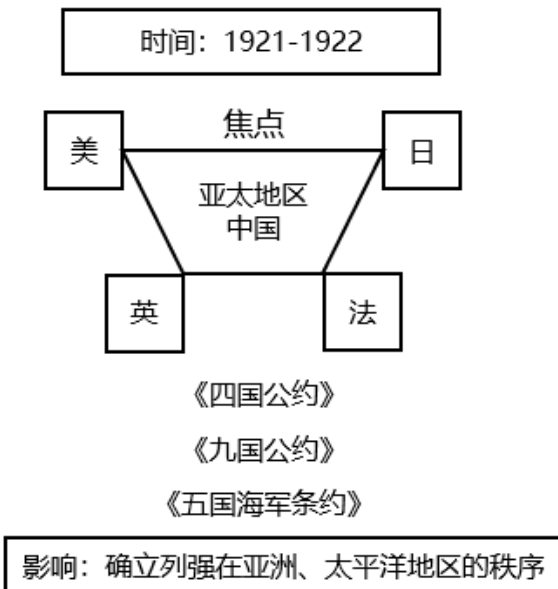 时间：1921-1922
焦点
美
日
亚太地区
中国
英
法
《四国公约》
《九国公约》
《五国海军条约》
影响：确立列强在亚洲、太平洋地区的秩序